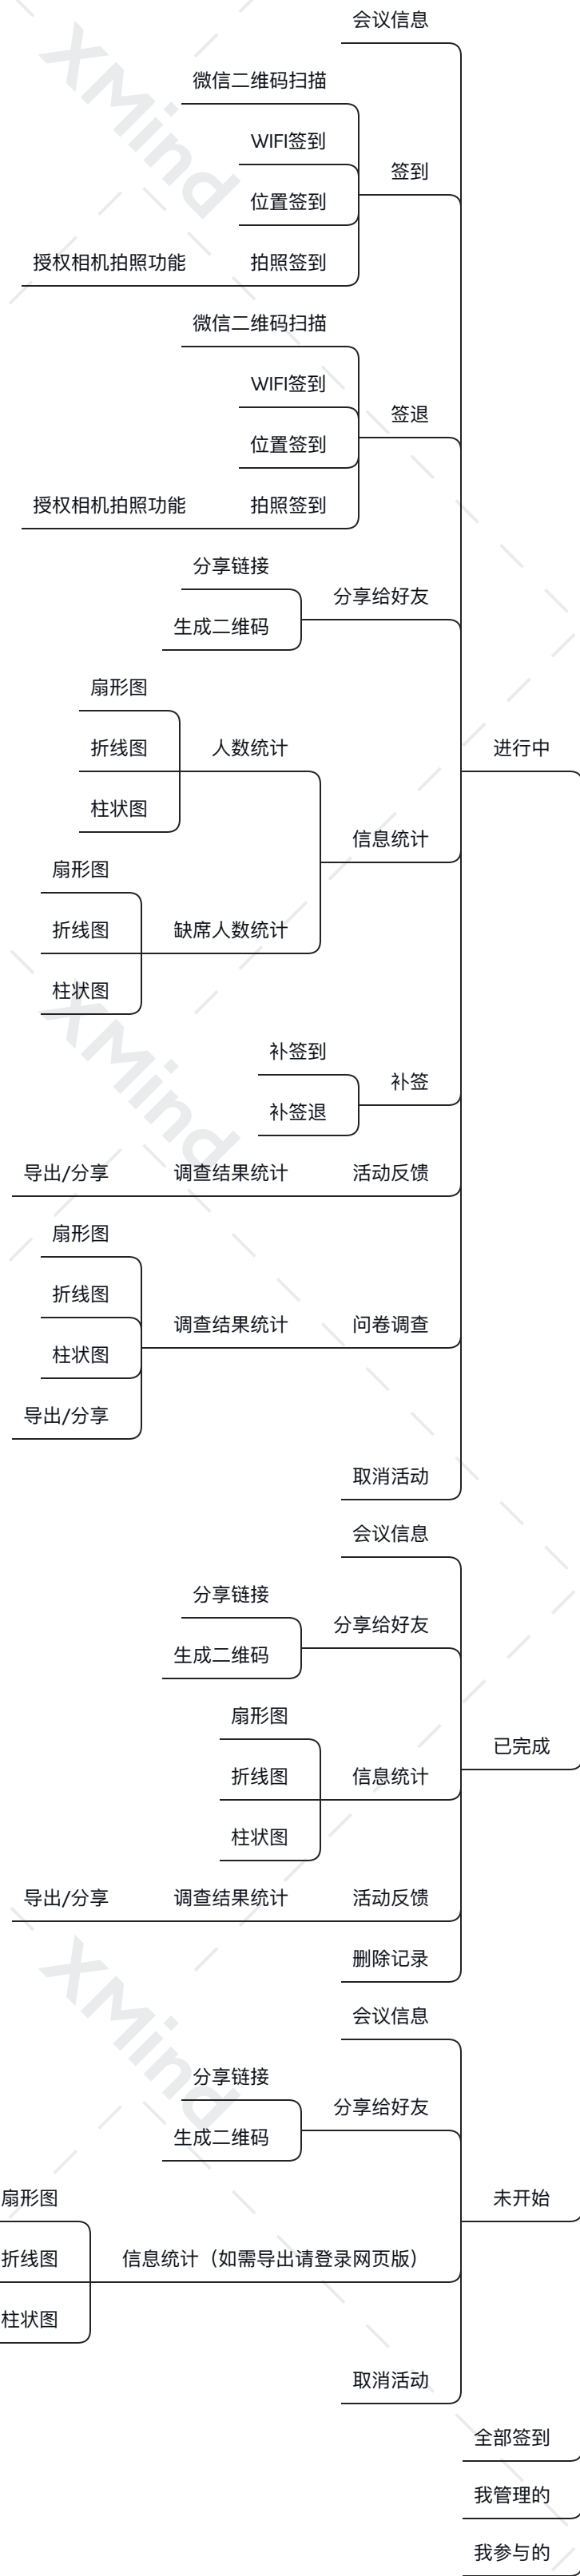 会议信息
微信二维码扫描
WIFI签到
签到
位置签到
授权相机拍照功能 拍照签到
微信二维码扫描
WIFI签到
签退
位置签到
授权相机拍照功能 拍照签到
分享链接
分享给好友
生成二维码
扇形图
折线图 人数统计 进行中
柱状图
信息统计
扇形图
折线图 缺席人数统计
柱状图
补签到
补签
补签退
导出/分享 调查结果统计 活动反馈
扇形图
折线图
调查结果统计 问卷调查
柱状图
导出/分享
取消活动
会议信息
分享链接
分享给好友
生成二维码
扇形图
已完成
折线图 信息统计
柱状图
导出/分享 调查结果统计 活动反馈
删除记录
会议信息
分享链接
分享给好友
生成二维码
扇形图 未开始
折线图 信息统计（如需导出请登录网页版）
柱状图
取消活动
全部签到
我管理的
我参与的
XMind
XMind
XMind